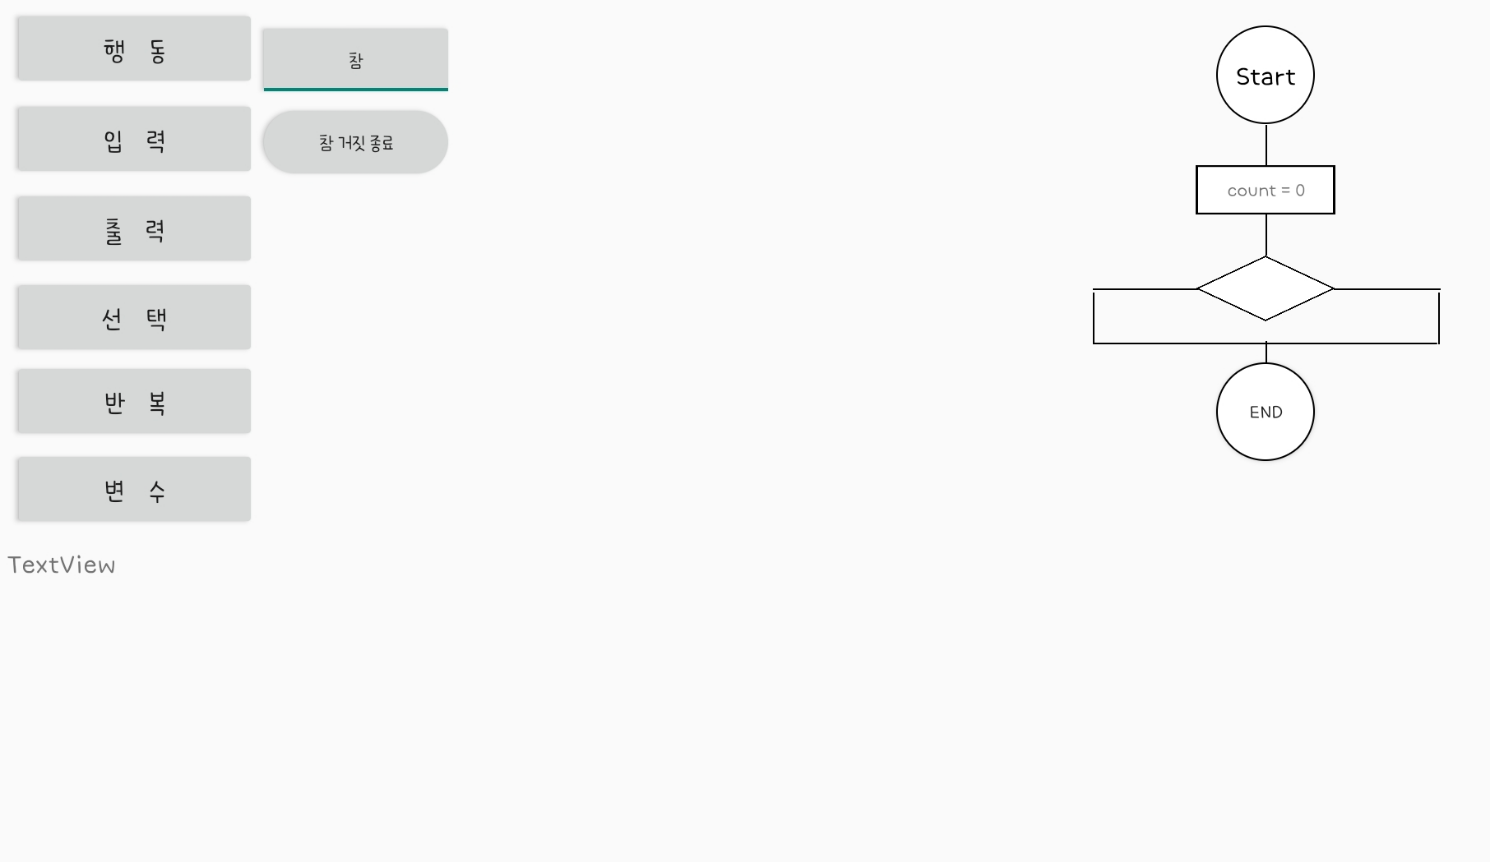 행 동
입 력
출 력
선 택
반 복
변 수
TextView
참
참 거짓 종료
Start
count = 0
END